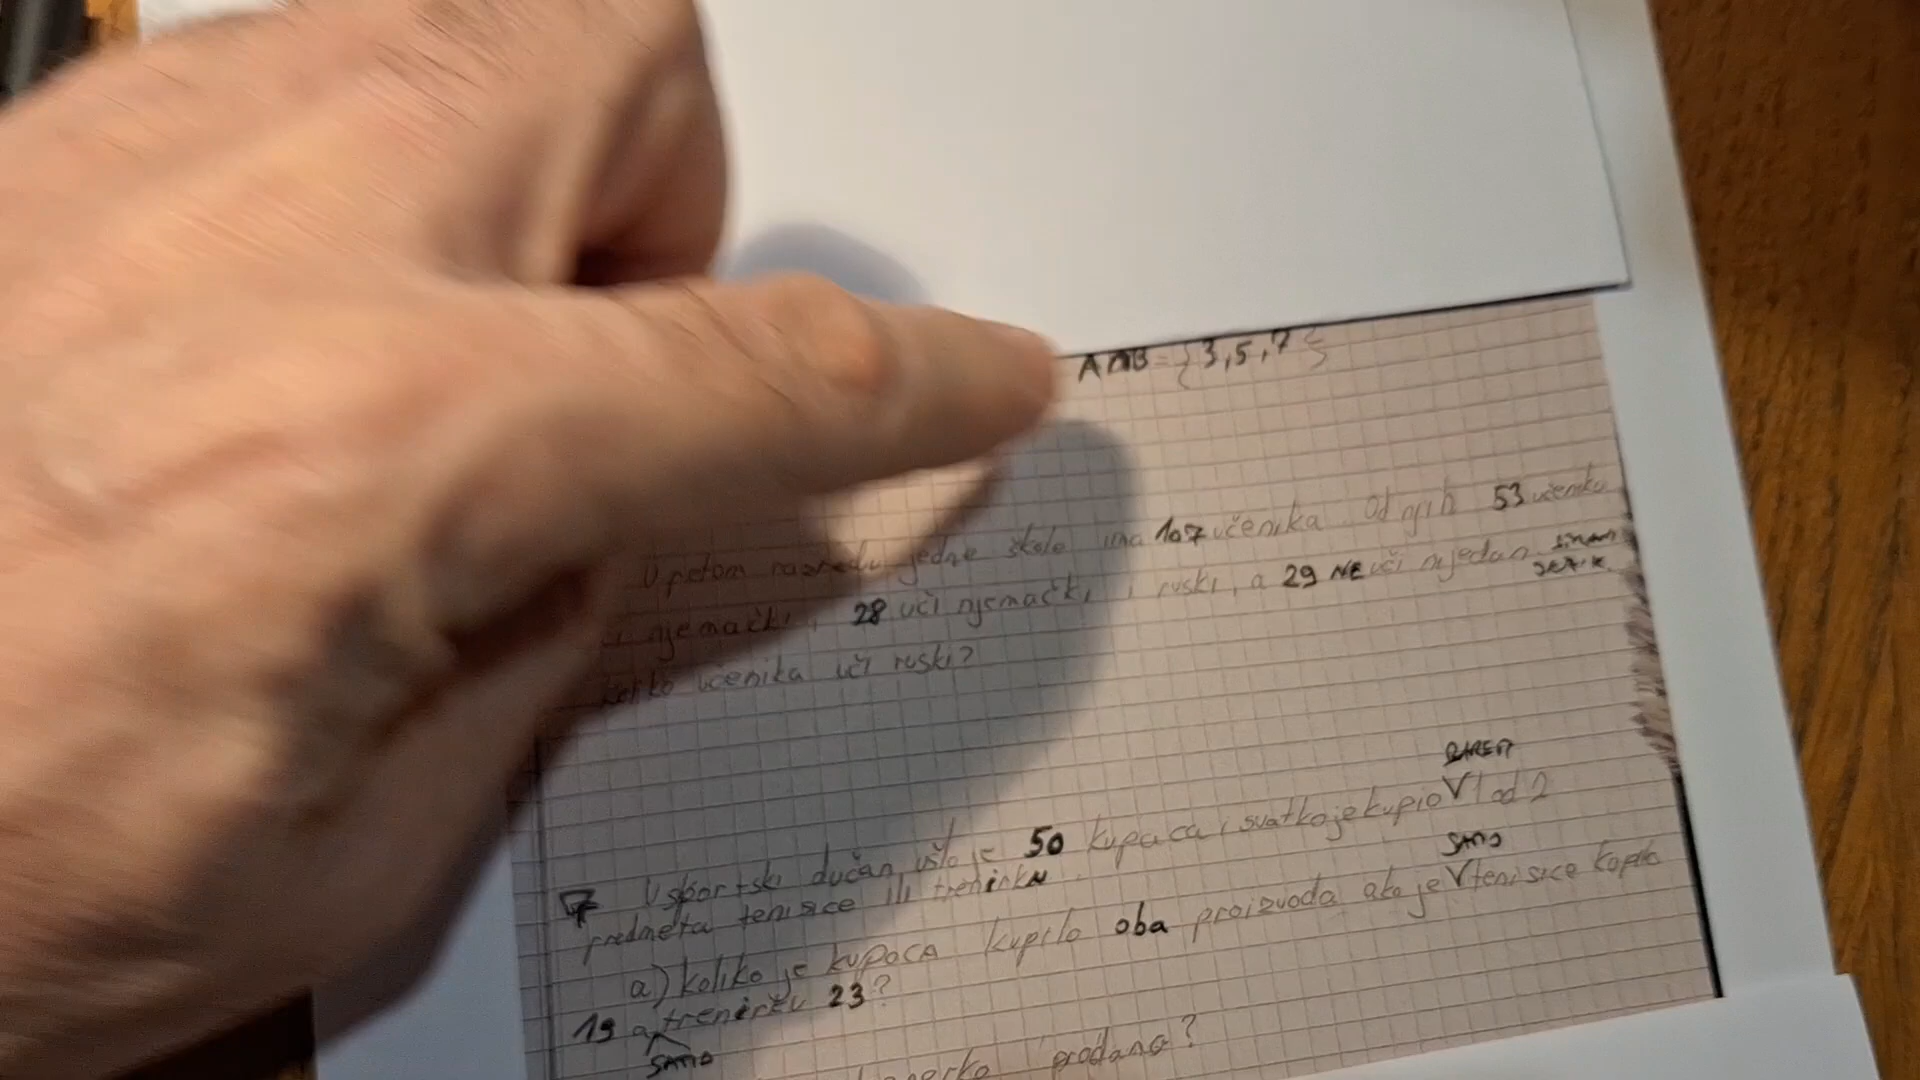 A∩B={3,5,7}
U petom razredu jedne škole ima 107 učenika. Od njih 53 učenika
njemački, 28 uči njemački i ruski, a 29 NE uči nijedan STRANI JEZIK.
koliko učenika uči ruski?
BAREM
7 U sportski dućan ušlo je 50 kupaca, svatko je kupio V 1 od 2
predmeta tenisice ili trenirku.
SAMO
a) koliko je kupaca kupilo oba proizvoda ako je V tenisice kupilo
19 a trenirku 23?
SAMO
prodano?